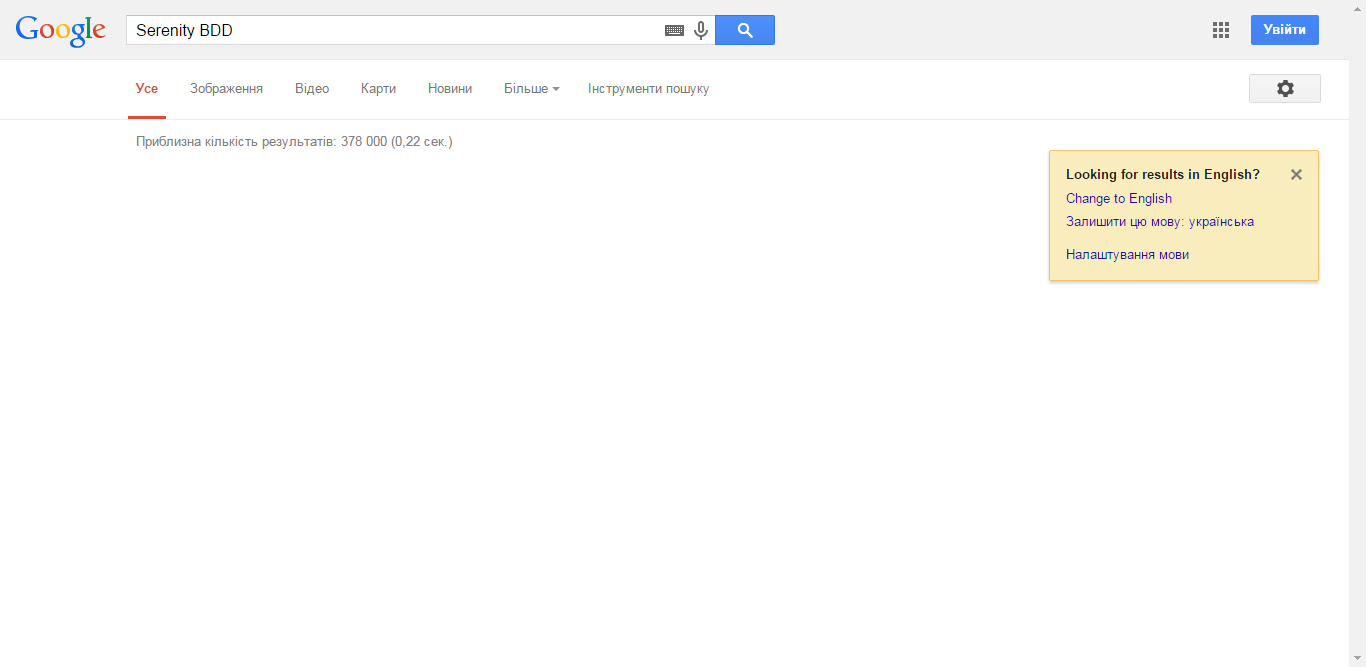 Google
Serenity BDD
Увійти
Усе Зображення Відео Карти Новини Більше Інструменти пошуку
Приблизна кількість результатів: 378 000 (0,22 сек.)
Looking for results in English?
Change to English
Залишити цю мову: українська
Налаштування мови